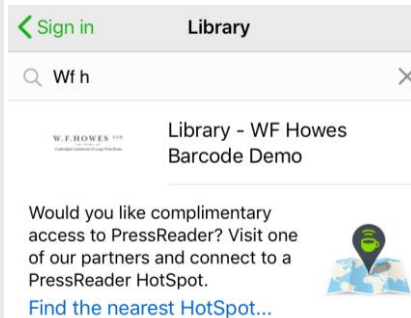 Sign in Library
Wf h
W.F.HOWES LTD
Library - WF Howes
Barcode Demo
Would you like complimentary
access to PressReader? Visit one
of our partners and connect to a
PressReader HotSpot.
Find the nearest HotSpot...